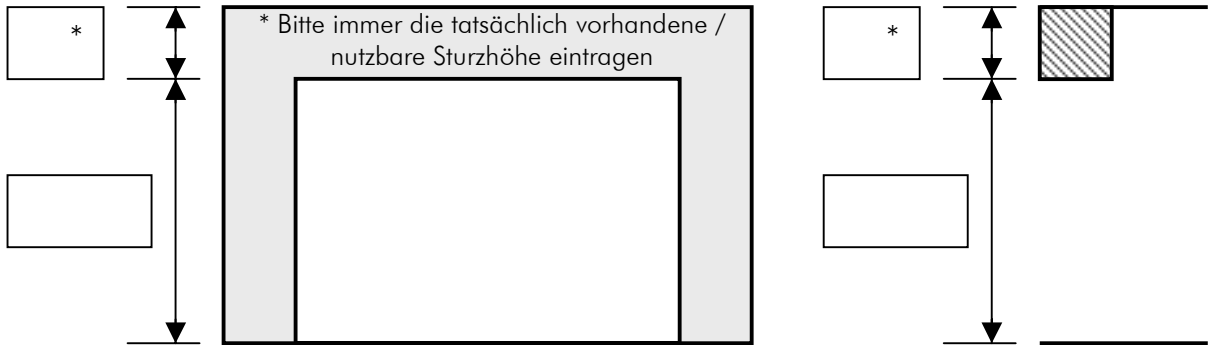 *
* Bitte immer die tatsächlich vorhandene /
nutzbare Sturzhöhe eintragen
*